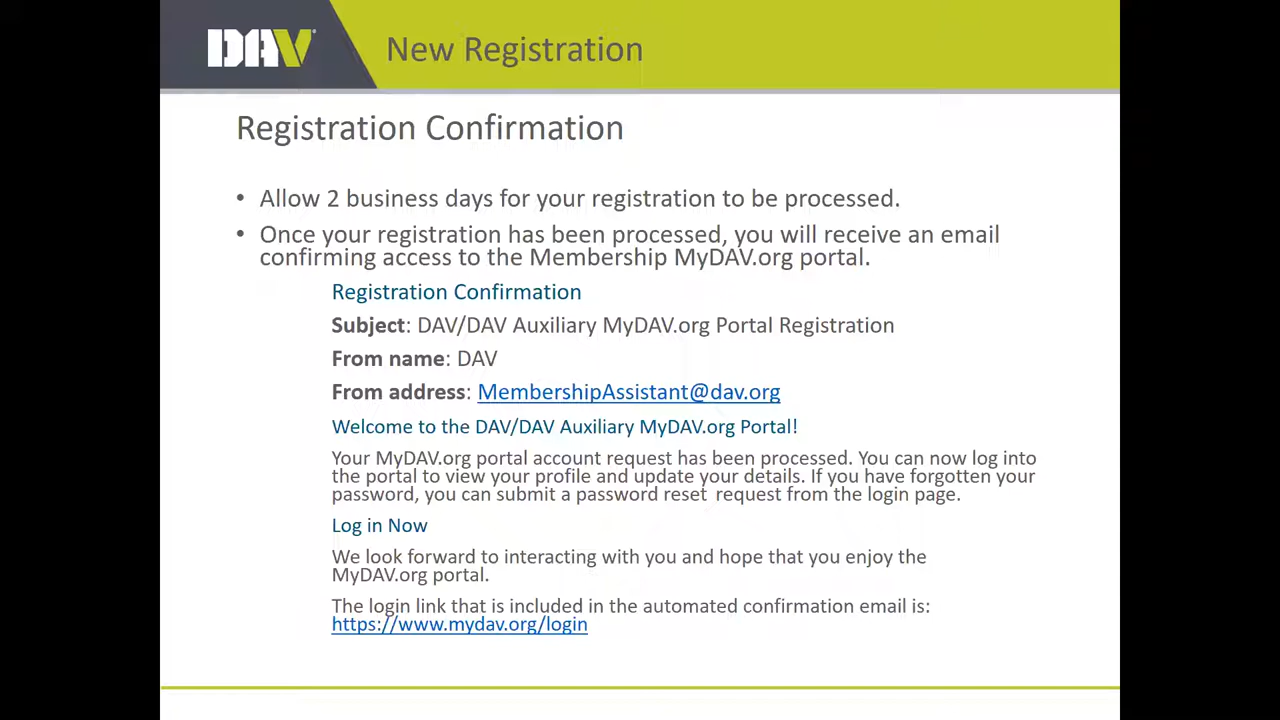 DAV
New Registration
Registration Confirmation
• Allow 2 business days for your registration to be processed.
• Once your registration has been processed, you will receive an email
confirming access to the Membership MyDAV.org portal.
Registration Confirmation
Subject: DAV/DAV Auxiliary MyDAV.org Portal Registration
From name: DAV
From address: MembershipAssistant@dav.org
Welcome to the DAV/DAV Auxiliary MyDAV.org Portal!
Your MyDAV.org portal account request has been processed. You can now log into
the portal to view your profile and update your details. If you have forgotten your
password, you can submit a password reset request from the login page.
Log in Now
We look forward to interacting with you and hope that you enjoy the
MyDAV.org portal.
The login link that is included in the automated confirmation email is:
https://www.mydav.org/login